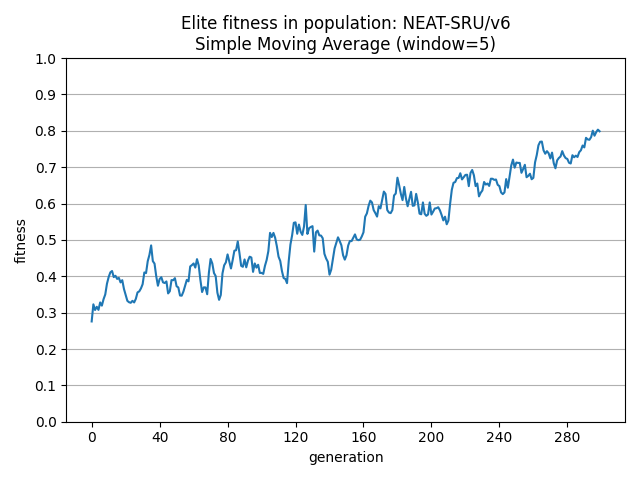 Elite fitness in population: NEAT-SRU/v6
Simple Moving Average (window=5)
1.0
0.9
0.8
0.7
0.6
0.5
0.4
0.3
0.2
0.1
0.0
fitness
0 40 80 120 160 200 240 280
generation